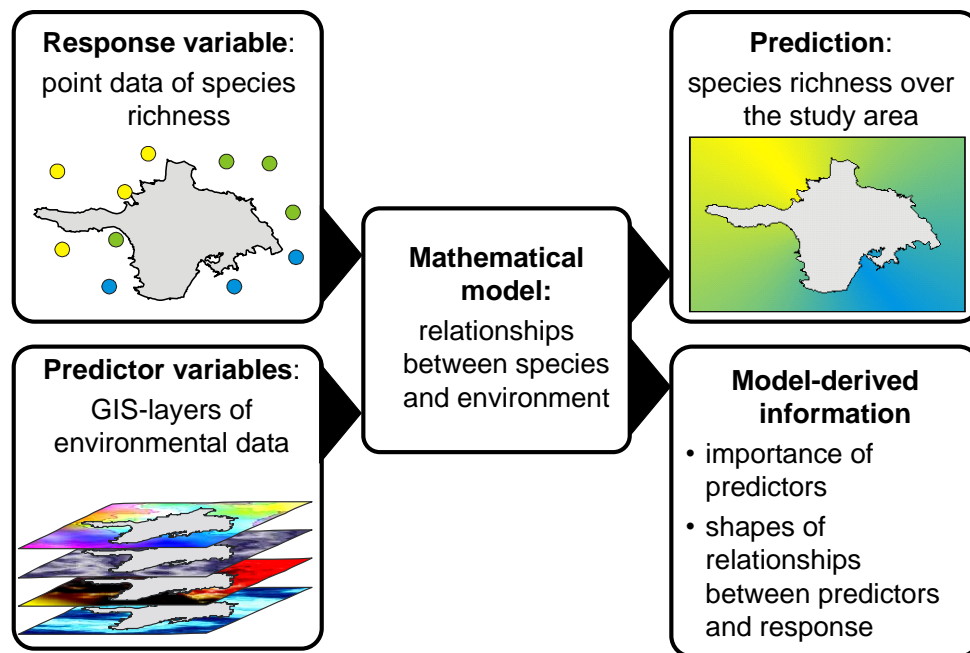 Response variable:
point data of species
richness
Predictor variables:
GIS-layers of
environmental data
Mathematical
model:
relationships
between species
and environment
Prediction:
species richness over
the study area
Model-derived
information
• importance of
predictors
• shapes of
relationships
between predictors
and response